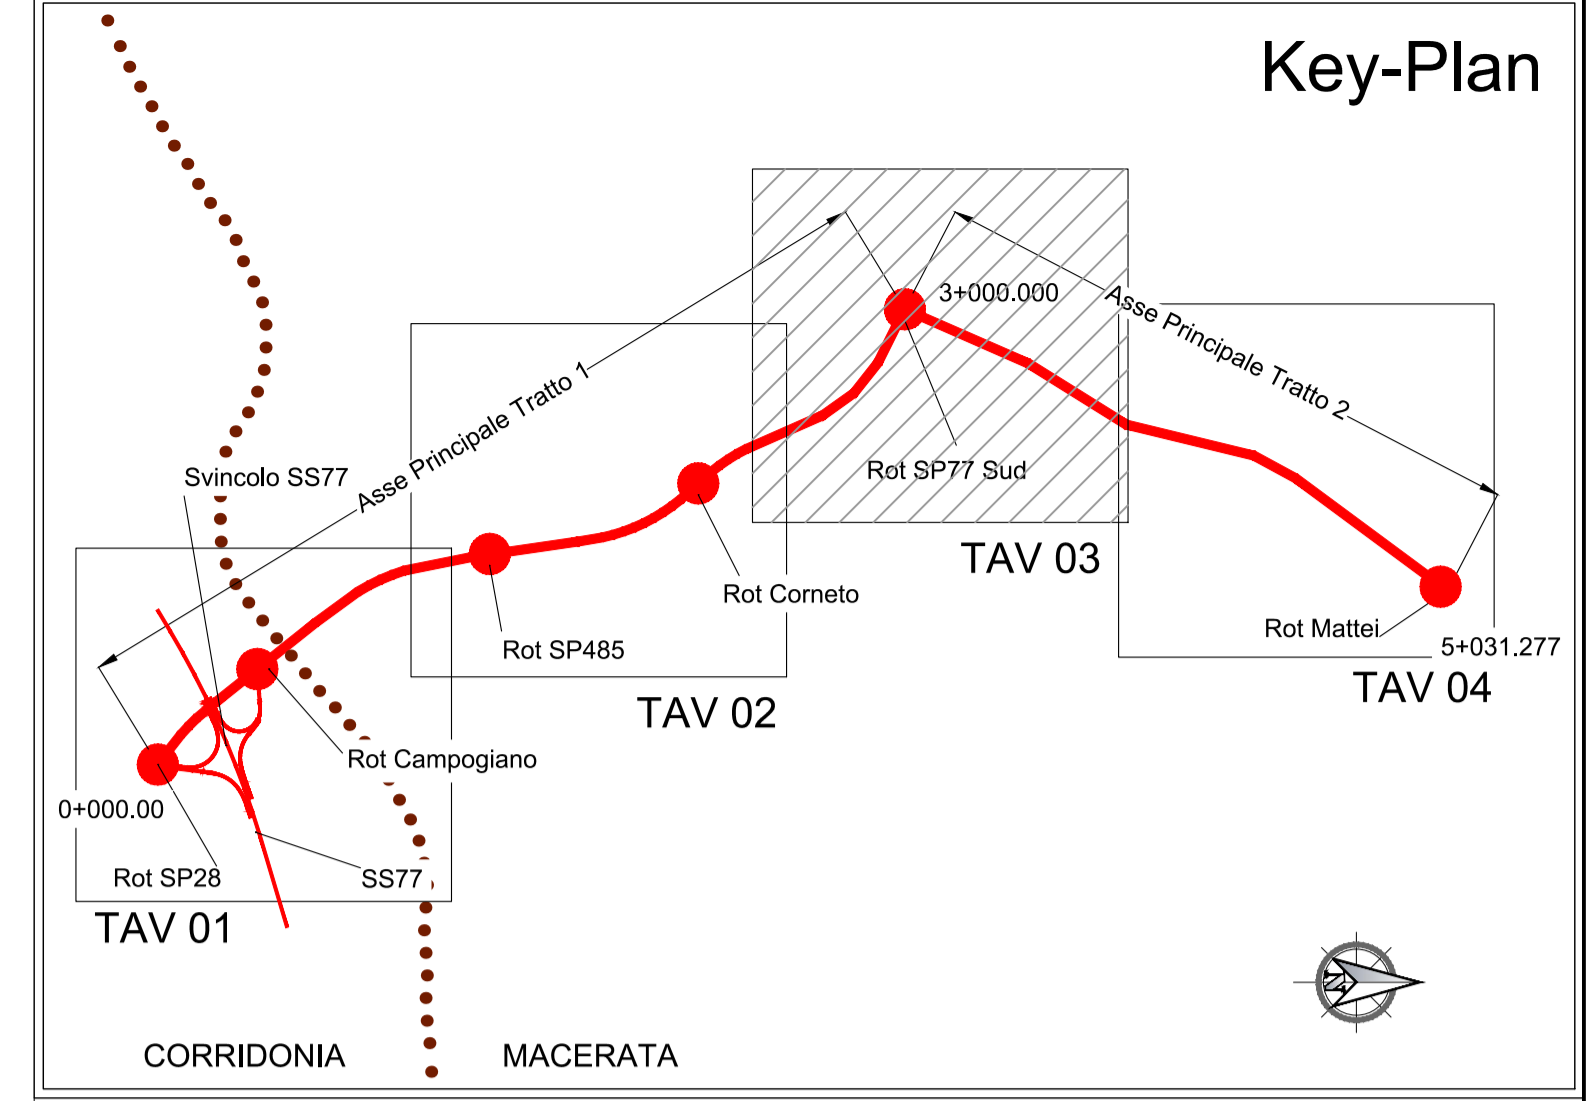 Key-Plan
3+000.000
Asse Principale Tratto 1
Asse Principale Tratto 2
Svincolo SS77
Rot SP77 Sud
TAV 03
Rot Corneto
Rot SP485
Rot Mattei
5+031.277
TAV 04
TAV 02
Rot Campogiano
0+000.00
Rot SP28
SS77
TAV 01
N
CORRIDONIA
MACERATA